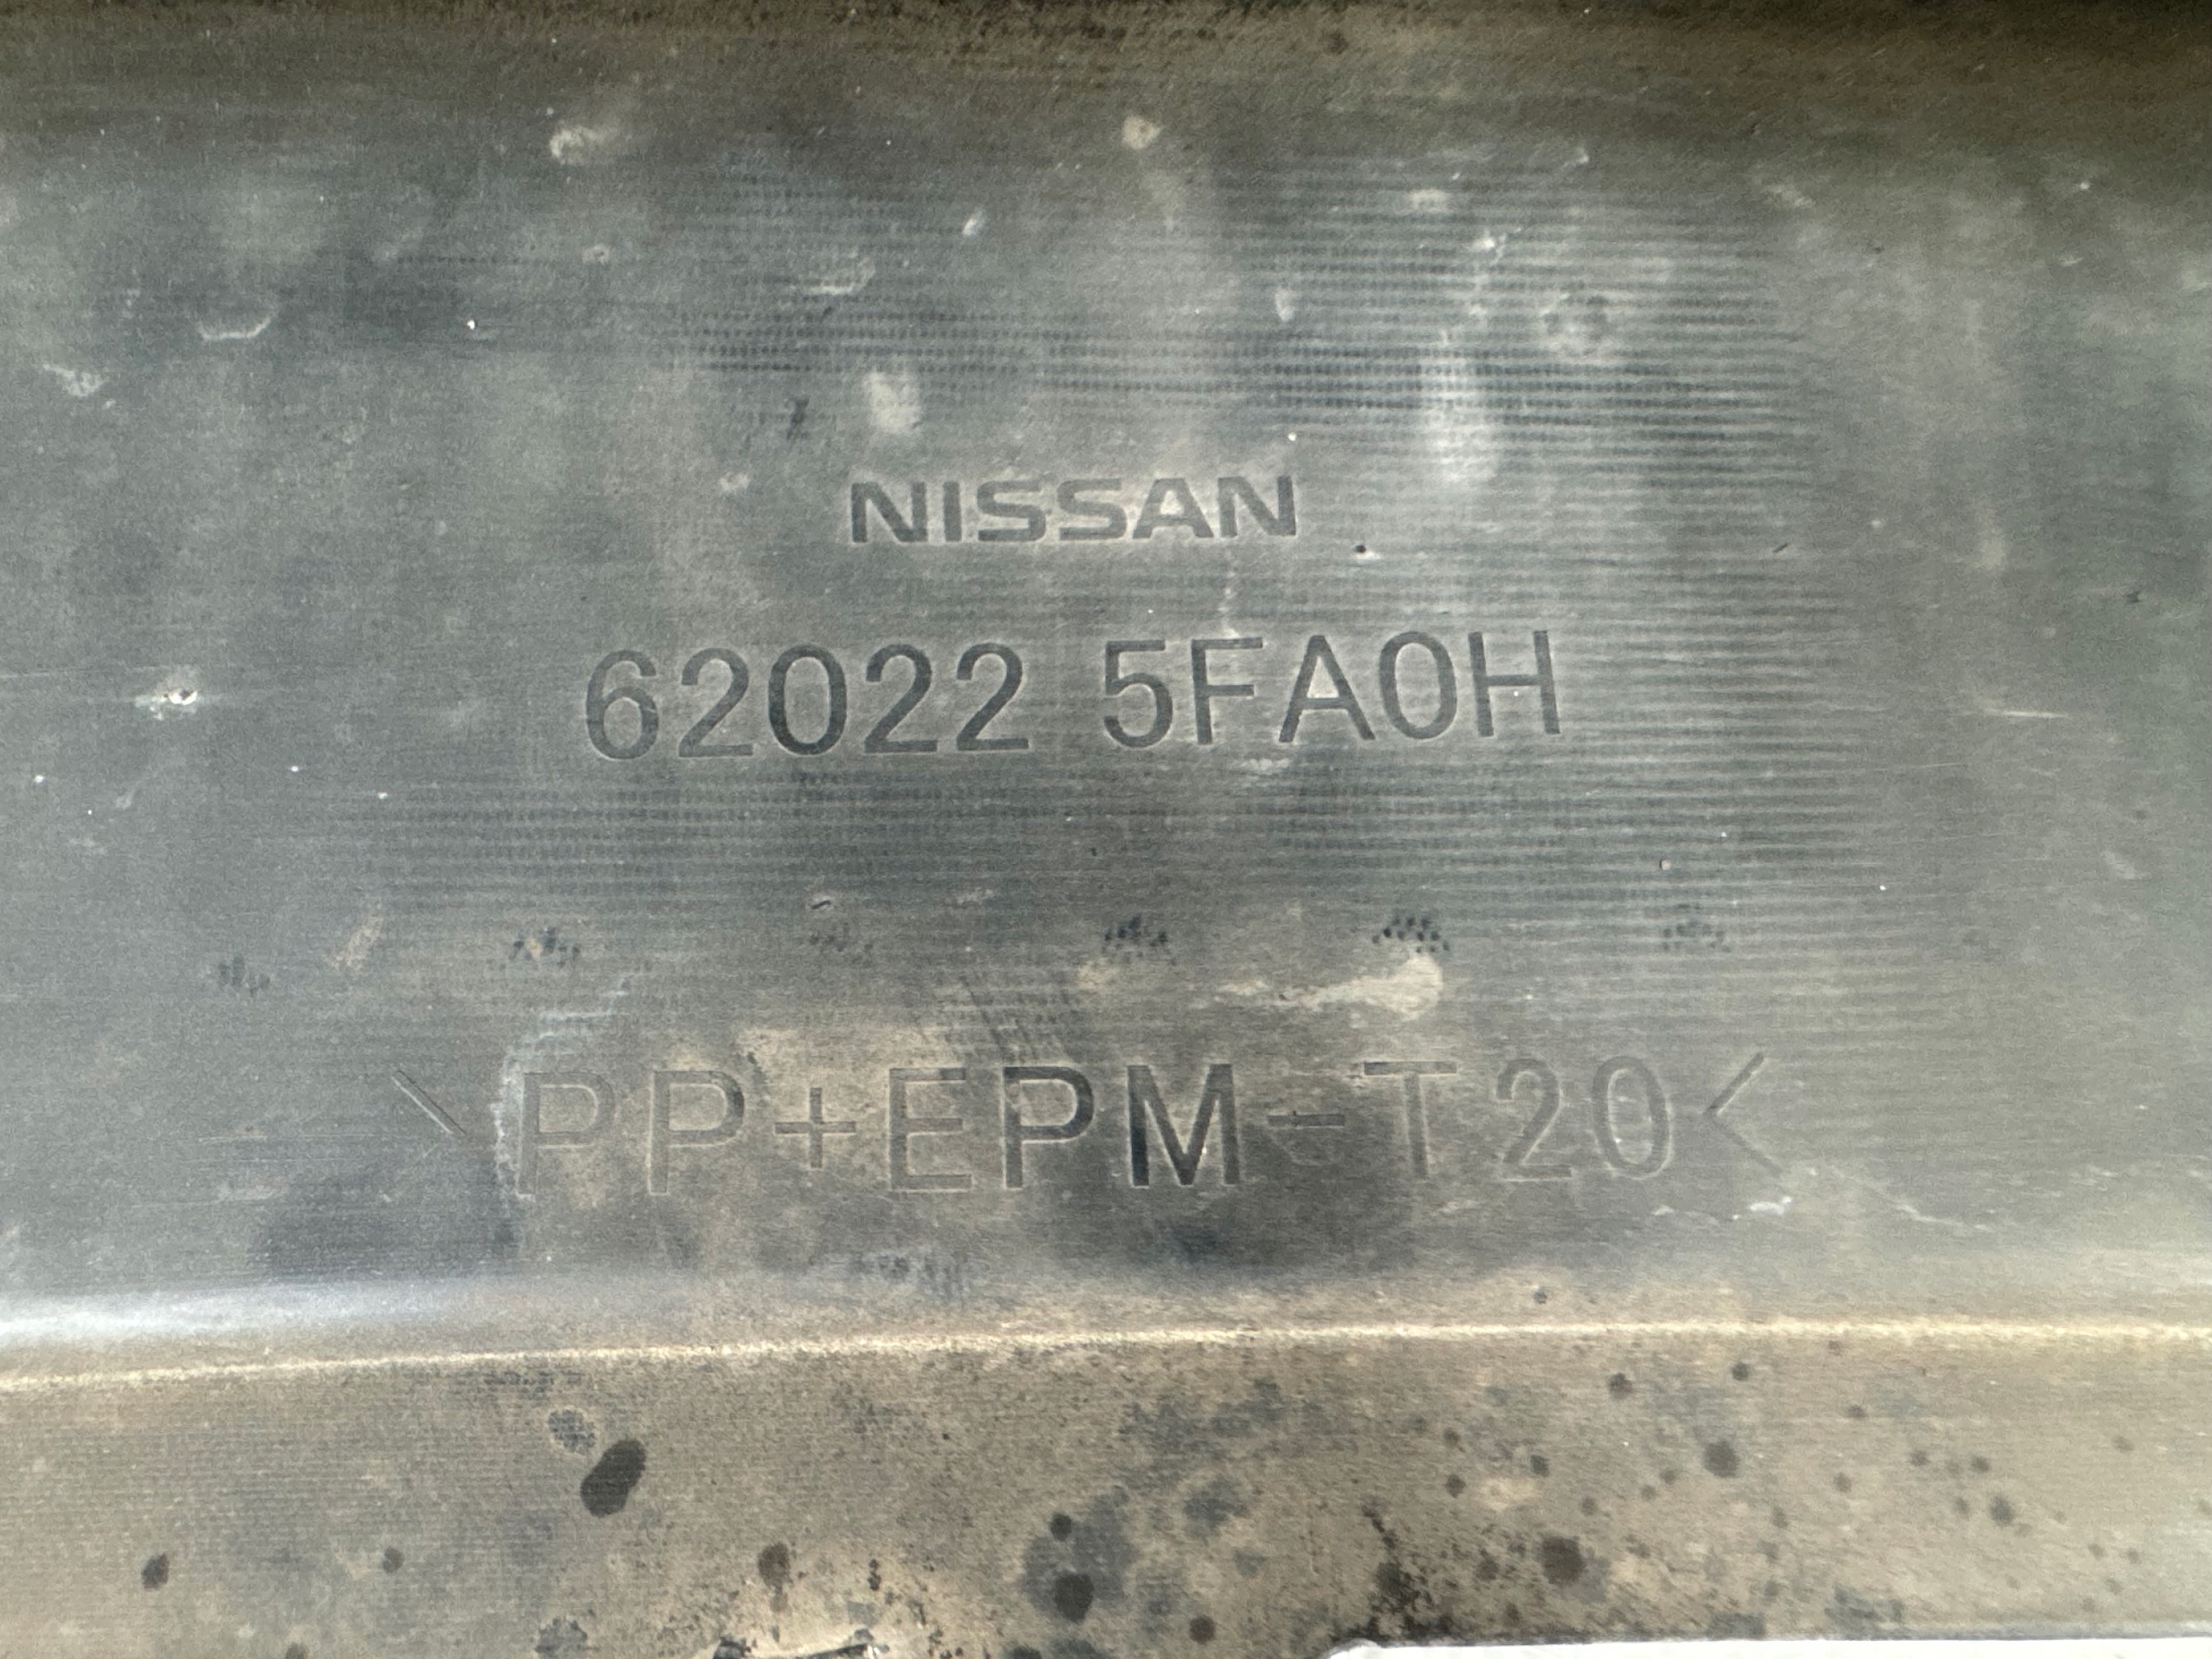 NISSAN
62022 5FA0H
>PP+EPM-T20<